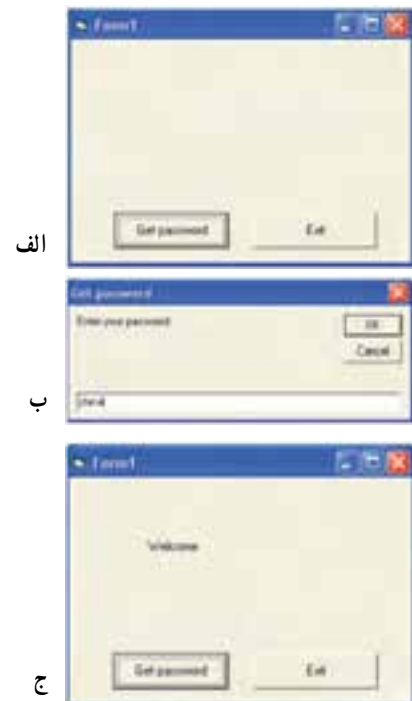 Form1
Get password Exit
الف
Get password
Enter your password
OK
Cancel
ب
Form1
Welcome
Get password Exit
ج